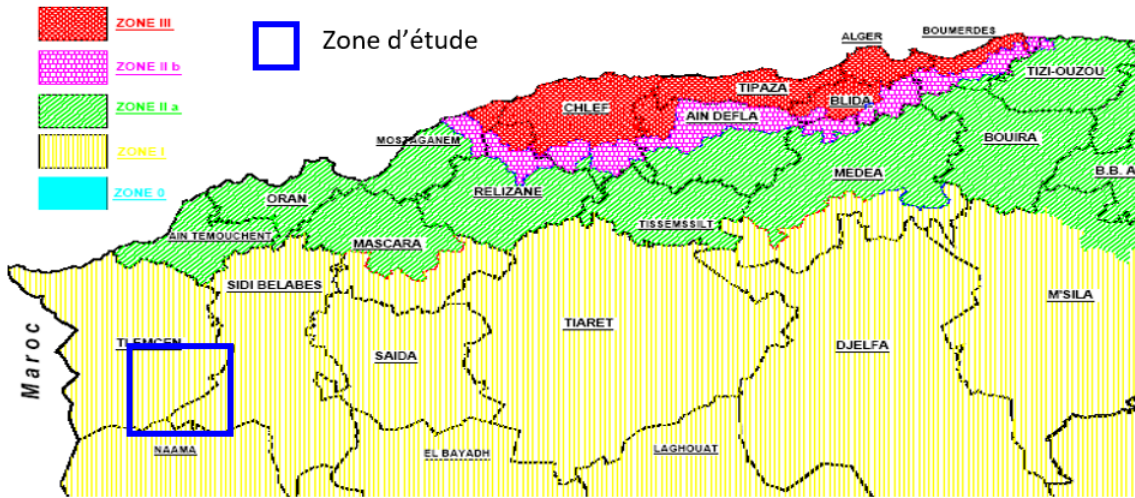 ZONE III
ZONE II b
ZONE II a
ZONE I
ZONE 0
Zone d'étude
ALGER
BOUMERDES
TIPAZA
TIZI-OUZOU
CHLEF
BLIDA
AIN DEFLA
MOSTAGANEM
BOUIRA
MEDEA
B.B. A
RELIZANE
ORAN
TISSEMSSILT
AIN TEMOUCHENT
MASCARA
SIDI BELABES
M'SILA
TIARET
Maroc
TLEMCEN
SAIDA
DJELFA
NAAMA
EL BAYADH
LAGHOUAT